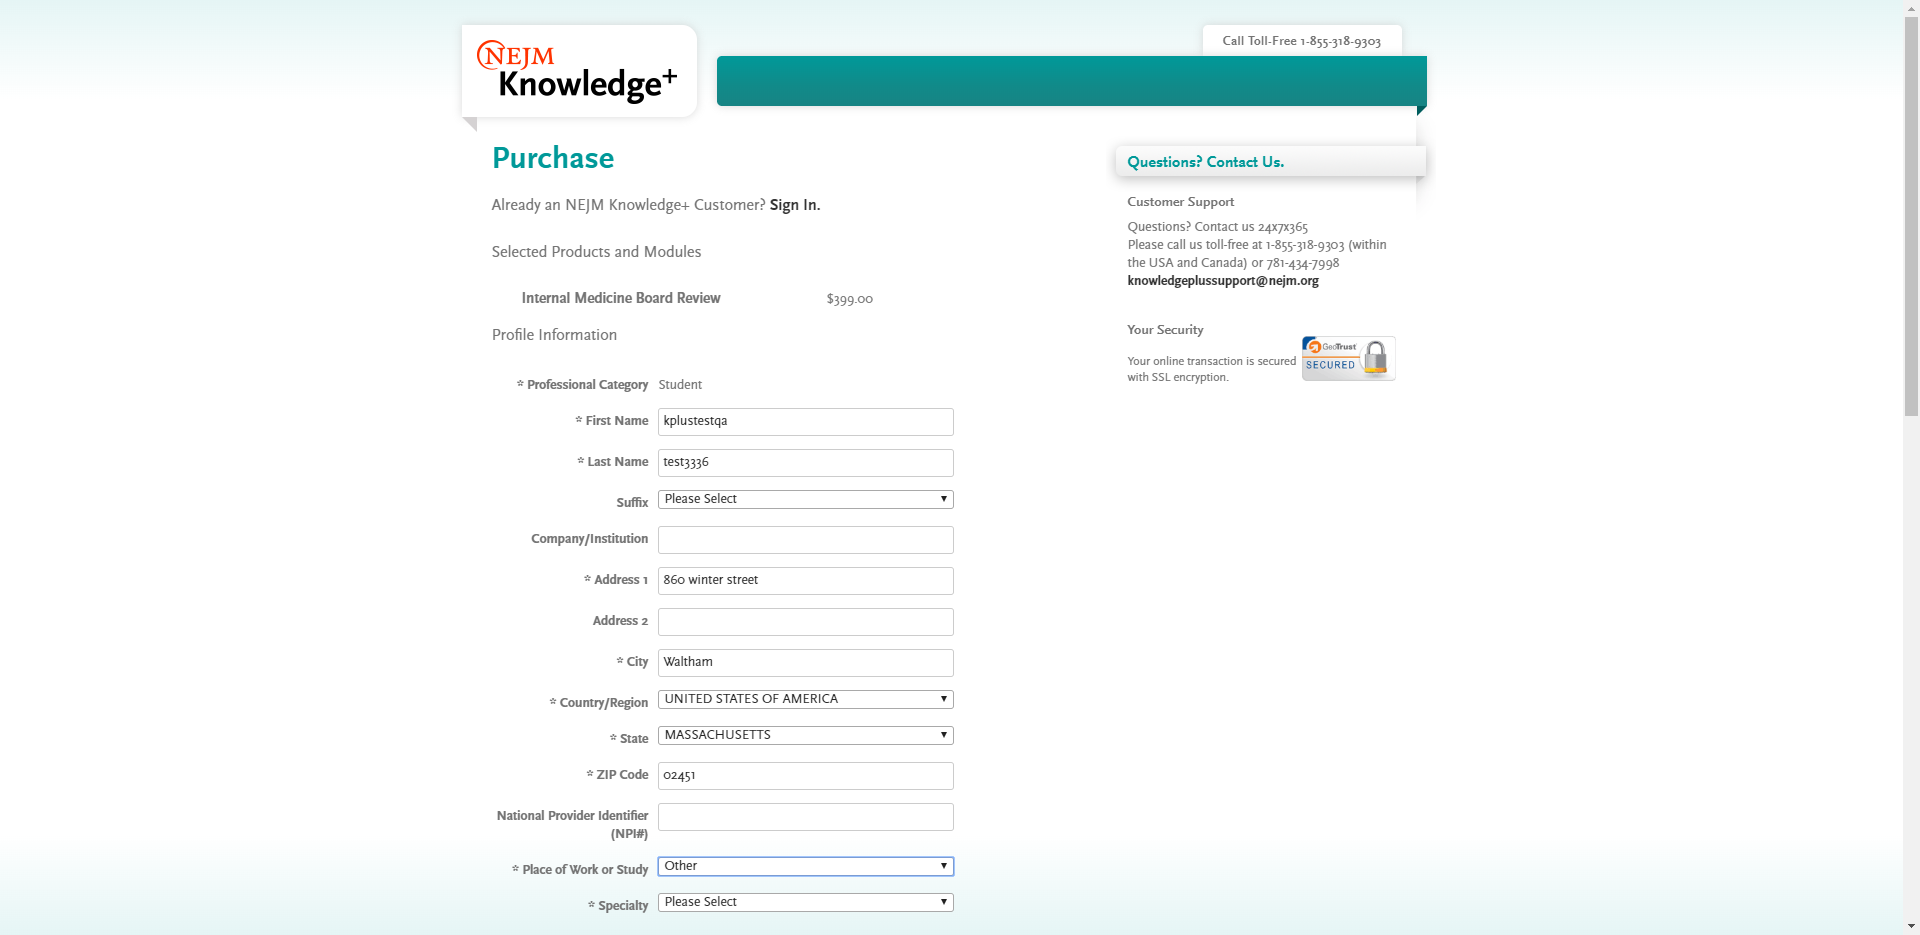 Call Toll-Free 1-855-318-9303
NEJM
Knowledge+
Purchase
Already an NEJM Knowledge+ Customer? Sign In.
Selected Products and Modules
Internal Medicine Board Review $399.00
Profile Information
* Professional Category Student
* First Name kplustestqa
* Last Name test3336
Suffix Please Select
Company/Institution
* Address 1 860 winter street
Address 2
* City Waltham
* Country/Region UNITED STATES OF AMERICA
* State MASSACHUSETTS
* ZIP Code 02451
National Provider Identifier
(NPI#)
* Place of Work or Study Other
* Specialty Please Select
Questions? Contact Us.
Customer Support
Questions? Contact us 24x7x365
Please call us toll-free at 1-855-318-9303 (within
the USA and Canada) or 781-434-7998
knowledgeplussupport@nejm.org
Your Security
Your online transaction is secured
with SSL encryption.
GeoTrust
SECURED